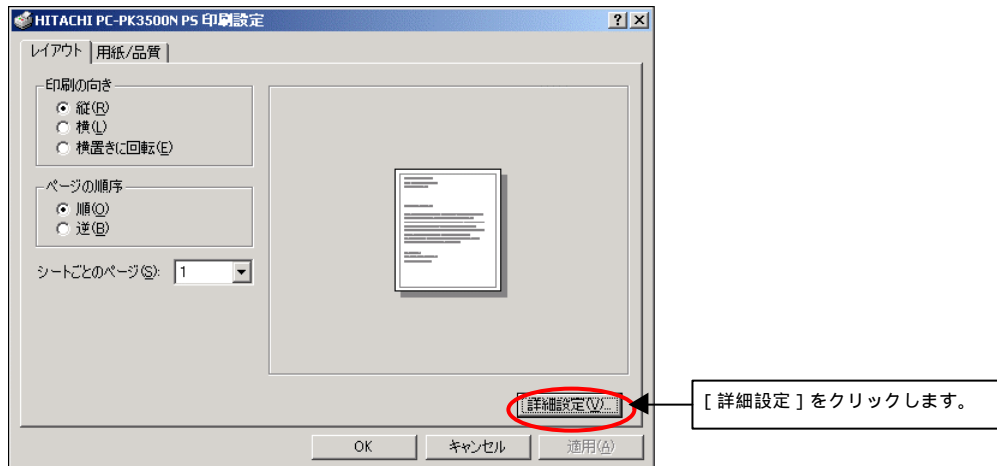 HITACHI PC-PK3500N PS 印刷設定
レイアウト
用紙/品質
印刷の向き
縦(R)
横(L)
横置きに回転(E)
ページの順序
順(O)
逆(B)
シートごとのページ(S): 1
詳細設定(V)...
[詳細設定]をクリックします。
OK
キャンセル
適用(A)